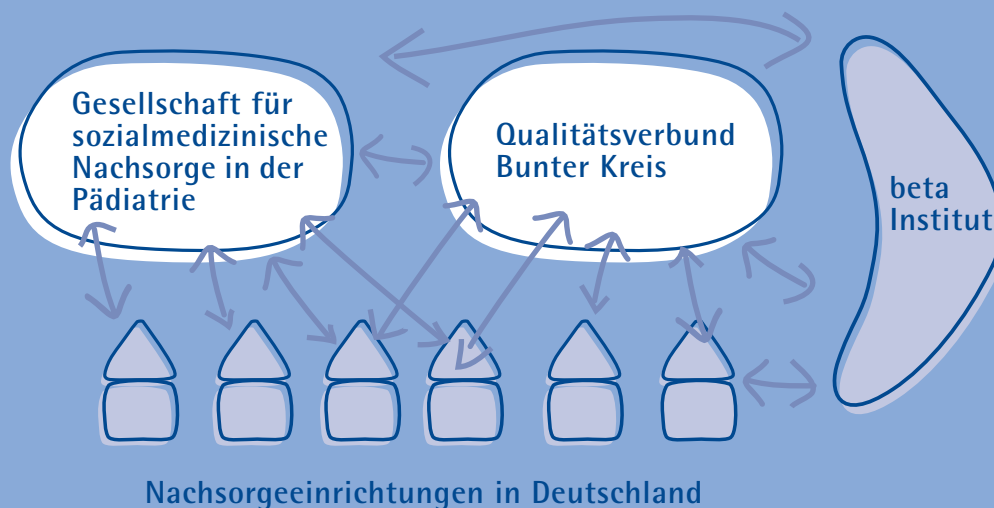 Gesellschaft für
sozialmedizinische
Nachsorge in der
Pädiatrie
Qualitätsverbund
Bunter Kreis
beta
Institut
Nachsorgeeinrichtungen in Deutschland